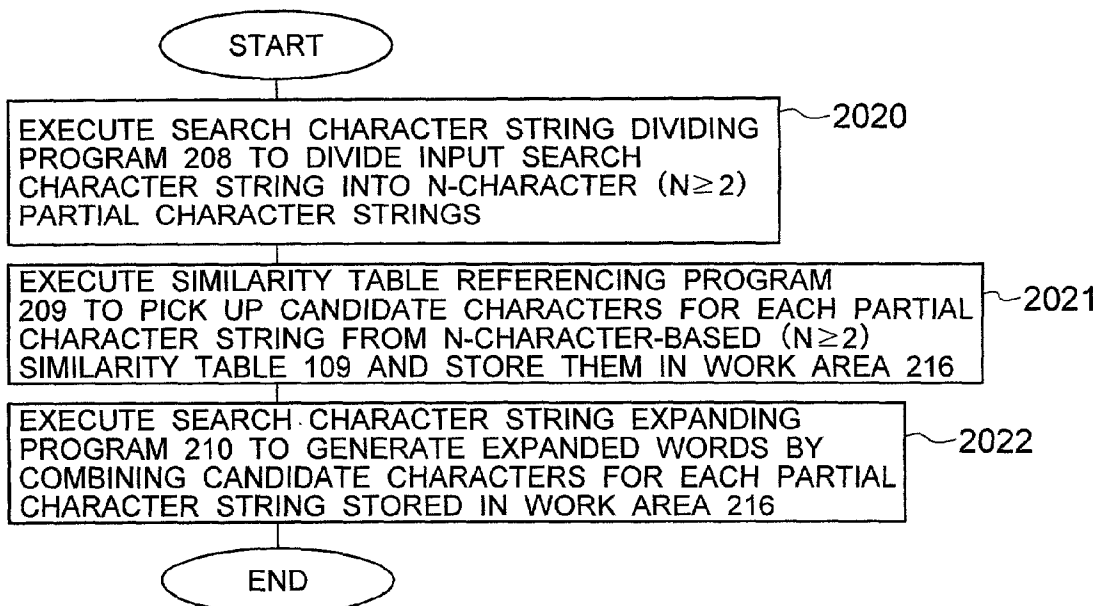 START
EXECUTE SEARCH CHARACTER STRING DIVIDING
PROGRAM 208 TO DIVIDE INPUT SEARCH
CHARACTER STRING INTO N-CHARACTER (N≥2)
PARTIAL CHARACTER STRINGS
2020
EXECUTE SIMILARITY TABLE REFERENCING PROGRAM
209 TO PICK UP CANDIDATE CHARACTERS FOR EACH PARTIAL
CHARACTER STRING FROM N-CHARACTER-BASED (N≥2)
SIMILARITY TABLE 109 AND STORE THEM IN WORK AREA 216
2021
EXECUTE SEARCH CHARACTER STRING EXPANDING
PROGRAM 210 TO GENERATE EXPANDED WORDS BY
COMBINING CANDIDATE CHARACTERS FOR EACH PARTIAL
CHARACTER STRING STORED IN WORK AREA 216
2022
END